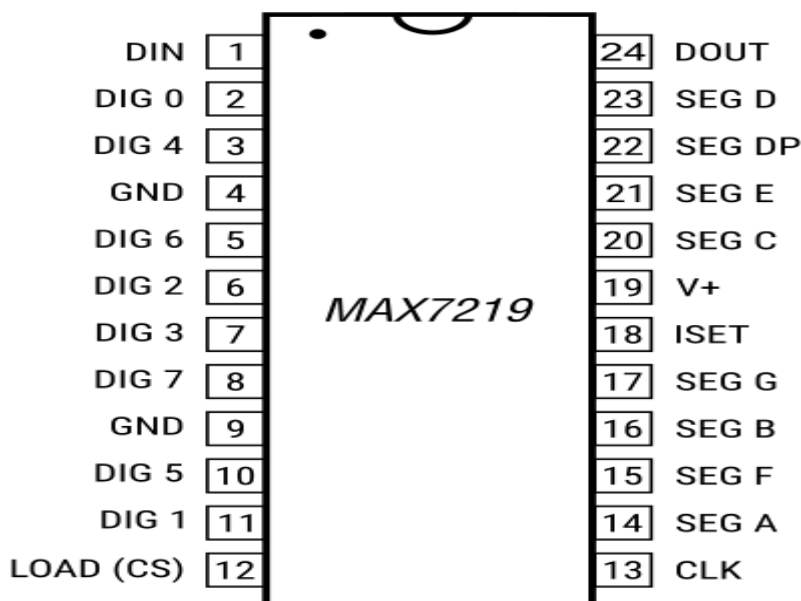 DIN 1 24 DOUT
DIG 0 2 23 SEG D
DIG 4 3 22 SEG DP
GND 4 21 SEG E
DIG 6 5 20 SEG C
DIG 2 6 19 V+
MAX7219
DIG 3 7 18 ISET
DIG 7 8 17 SEG G
GND 9 16 SEG B
DIG 5 10 15 SEG F
DIG 1 11 14 SEG A
LOAD (CS) 12 13 CLK